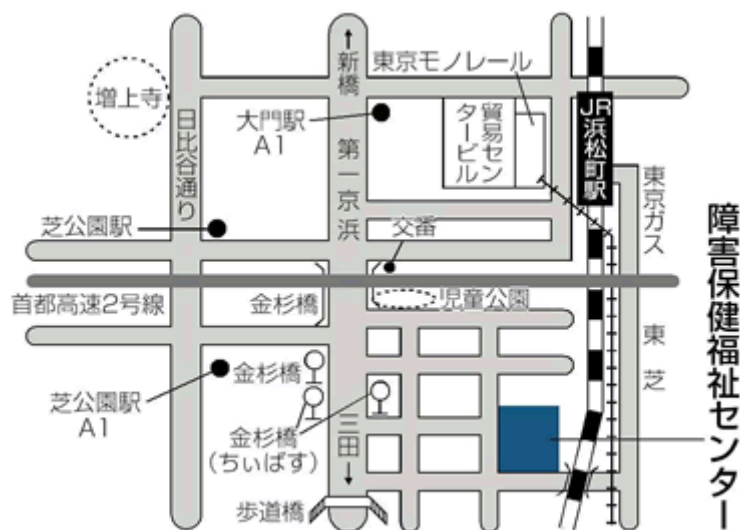 新橋
東京モノレール
増上寺
大門駅
A1
貿易セン
タービル
JR浜松町駅
日比谷通り
第一京浜
東京ガス
芝公園駅
交番
首都高速2号線
金杉橋
児童公園
障害保健福祉センター
東芝
金杉橋
芝公園駅
A1
金杉橋
(ちぃばす)
三田
歩道橋